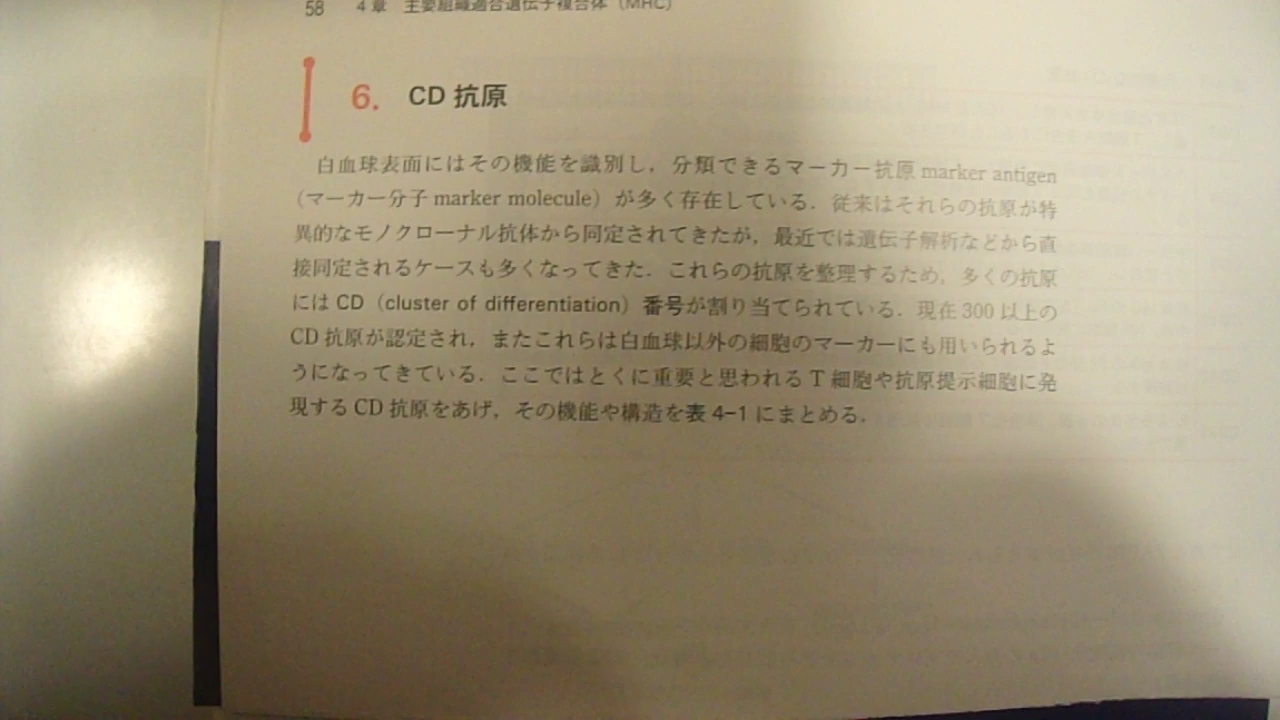 58 4章 主要組織適合遺伝子複合体（MHC）
6. CD 抗原
白血球表面にはその機能を識別し，分類できるマーカー抗原 marker antigen
（マーカー分子 marker molecule）が多く存在している．従来はそれらの抗原が特
異的なモノクローナル抗体から同定されてきたが，最近では遺伝子解析などから直
接同定されるケースも多くなってきた．これらの抗原を整理するため，多くの抗原
には CD（cluster of differentiation）番号が割り当てられている．現在 300 以上の
CD 抗原が認定され，またこれらは白血球以外の細胞のマーカーにも用いられるよ
うになってきている．ここではとくに重要と思われる T 細胞や抗原提示細胞に発
現する CD 抗原をあげ，その機能や構造を表 4-1 にまとめる．